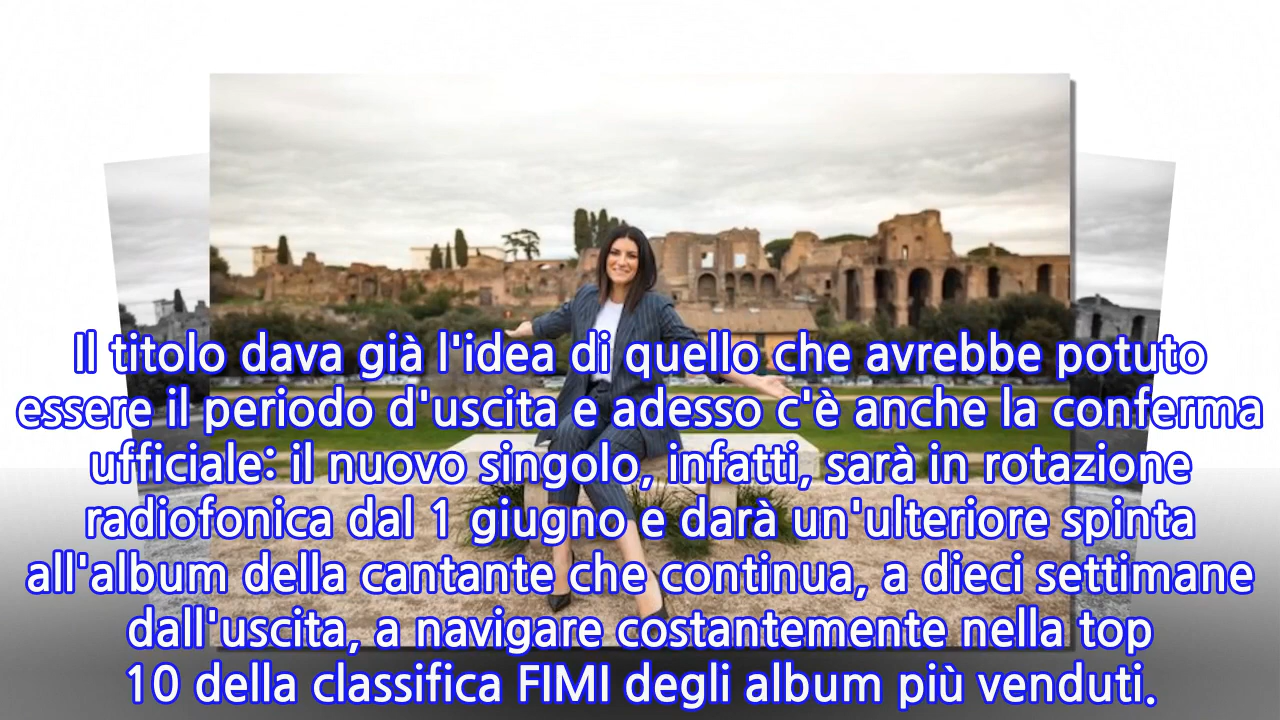 Il titolo dava già l'idea di quello che avrebbe potuto
essere il periodo d'uscita e adesso c'è anche la conferma
ufficiale: il nuovo singolo, infatti, sarà in rotazione
radiofonica dal 1 giugno e darà un'ulteriore spinta
all'album della cantante che continua, a dieci settimane
dall'uscita, a navigare costantemente nella top
10 della classifica FIMI degli album più venduti.